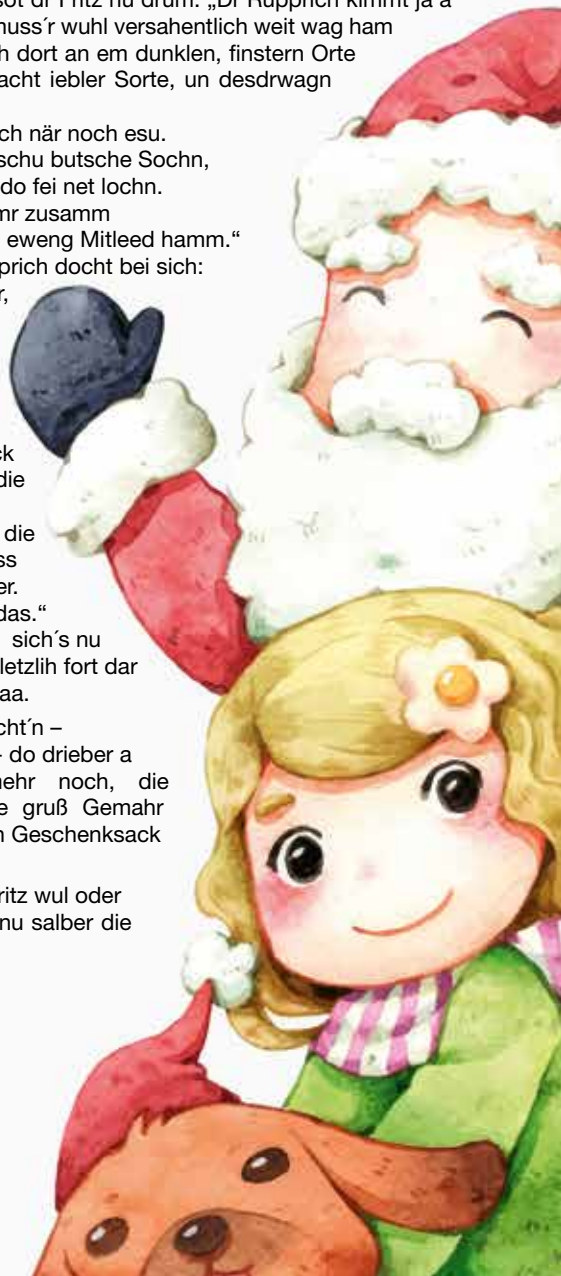 sot dr Fritz nu drum: „Dr Rupprich kimmt ja a
nuss´r wuhl versahentlich weit wag ham
h dort an em dunklen, finstern Orte
acht iebler Sorte, un desdrwagn
ch när noch esu.
schu butsche Sochn,
do fei net lochn.
mr zusamm
eweng Mitleed hamm.“
prich docht bei sich:
r,
ck
die
die
ss
er.
das.“
sich´s nu
letzlih fort dar
aa.
cht´n –
- do drieber a
nehr noch, die
e gruß Gemahr
n Geschenksack
ritz wul oder
nu salber die